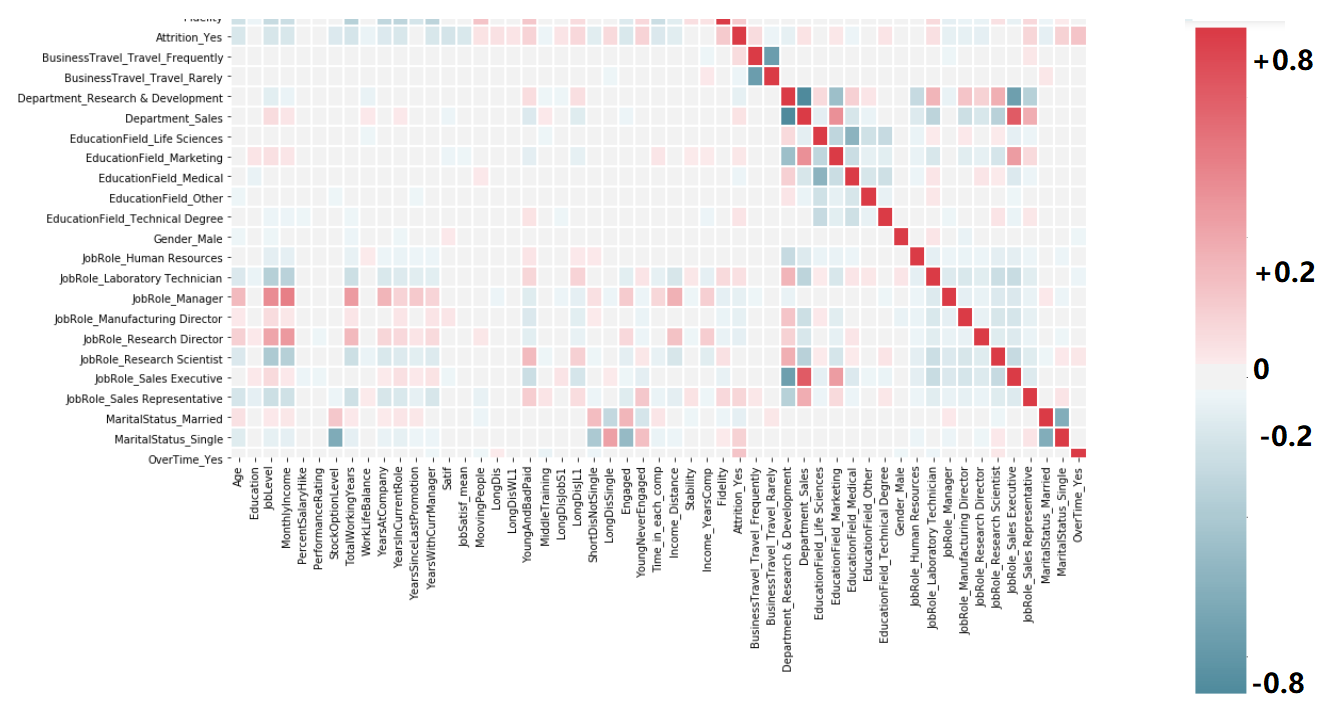 Fidelity
Attrition_Yes
BusinessTravel_Travel_Frequently
BusinessTravel_Travel_Rarely
Department_Research & Development
Department_Sales
EducationField_Life Sciences
EducationField_Marketing
EducationField_Medical
EducationField_Other
EducationField_Technical Degree
Gender_Male
JobRole_Human Resources
JobRole_Laboratory Technician
JobRole_Manager
JobRole_Manufacturing Director
JobRole_Research Director
JobRole_Research Scientist
JobRole_Sales Executive
JobRole_Sales Representative
MaritalStatus_Married
MaritalStatus_Single
OverTime_Yes
Age
Education
JobLevel
MonthlyIncome
PercentSalaryHike
PerformanceRating
StockOptionLevel
TotalWorkingYears
WorkLifeBalance
YearsAtCompany
YearsInCurrentRole
YearsSinceLastPromotion
YearsWithCurrManager
Satif
JobSatisf_mean
MovingPeople
LongDis
LongDisWL1
YoungAndBadPaid
MiddleTraining
LongDisJobS1
LongDisJL1
ShortDisNotSingle
LongDisSingle
Engaged
YoungNeverEngaged
Time_in_each_comp
Income_Distance
Stability
Income_YearsComp
Fidelity
Attrition_Yes
BusinessTravel_Travel_Frequently
BusinessTravel_Travel_Rarely
Department_Research & Development
Department_Sales
EducationField_Life Sciences
EducationField_Marketing
EducationField_Medical
EducationField_Other
EducationField_Technical Degree
Gender_Male
JobRole_Human Resources
JobRole_Laboratory Technician
JobRole_Manager
JobRole_Manufacturing Director
JobRole_Research Director
JobRole_Research Scientist
JobRole_Sales Executive
JobRole_Sales Representative
MaritalStatus_Married
MaritalStatus_Single
OverTime_Yes
+0.8
+0.2
0
-0.2
-0.8